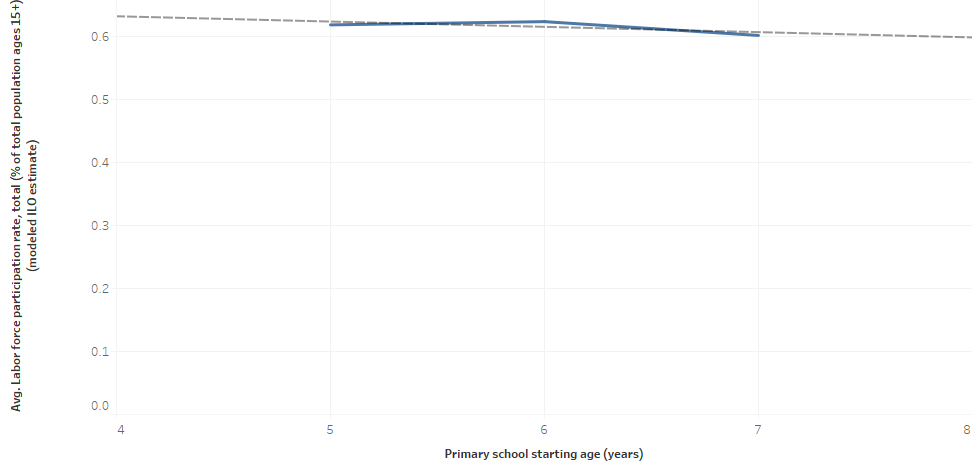 Avg. Labor force participation rate, total (% of total population ages 15+)
(modeled ILO estimate)
0.6
0.5
0.4
0.3
0.2
0.1
0.0
4 5 6 7 8
Primary school starting age (years)